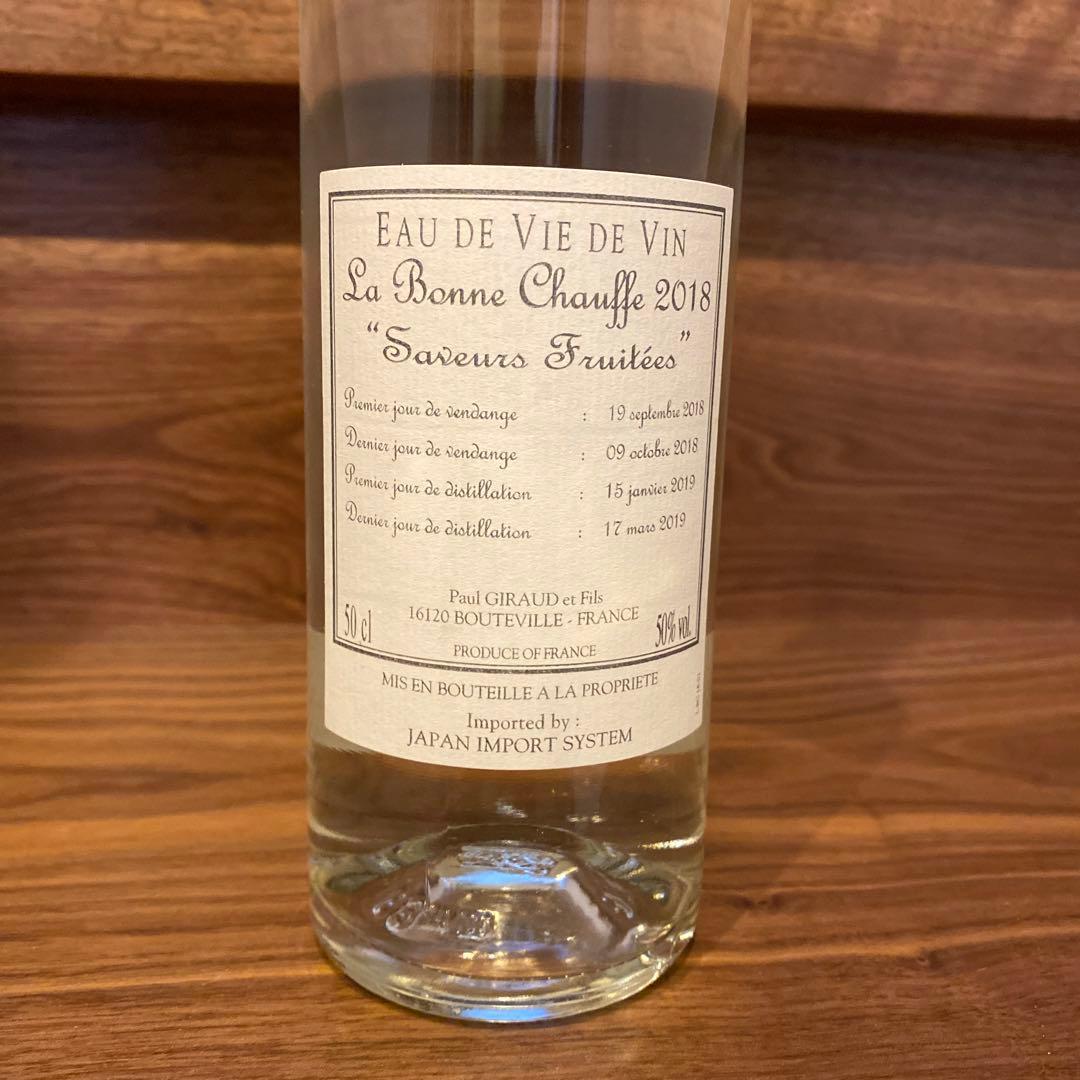 EAU DE VIE DE VIN
La Bonne Chauffe 2018
“Saveurs Fruitées”
Premier jour de vendange : 19 septembre 2018
Dernier jour de vendange : 09 octobre 2018
Premier jour de distillation : 15 janvier 2019
Dernier jour de distillation : 17 mars 2019
Paul GIRAUD et Fils
16120 BOUTEVILLE - FRANCE
50 cl
50% vol.
PRODUCE OF FRANCE
MIS EN BOUTEILLE A LA PROPRIETE
Imported by :
JAPAN IMPORT SYSTEM